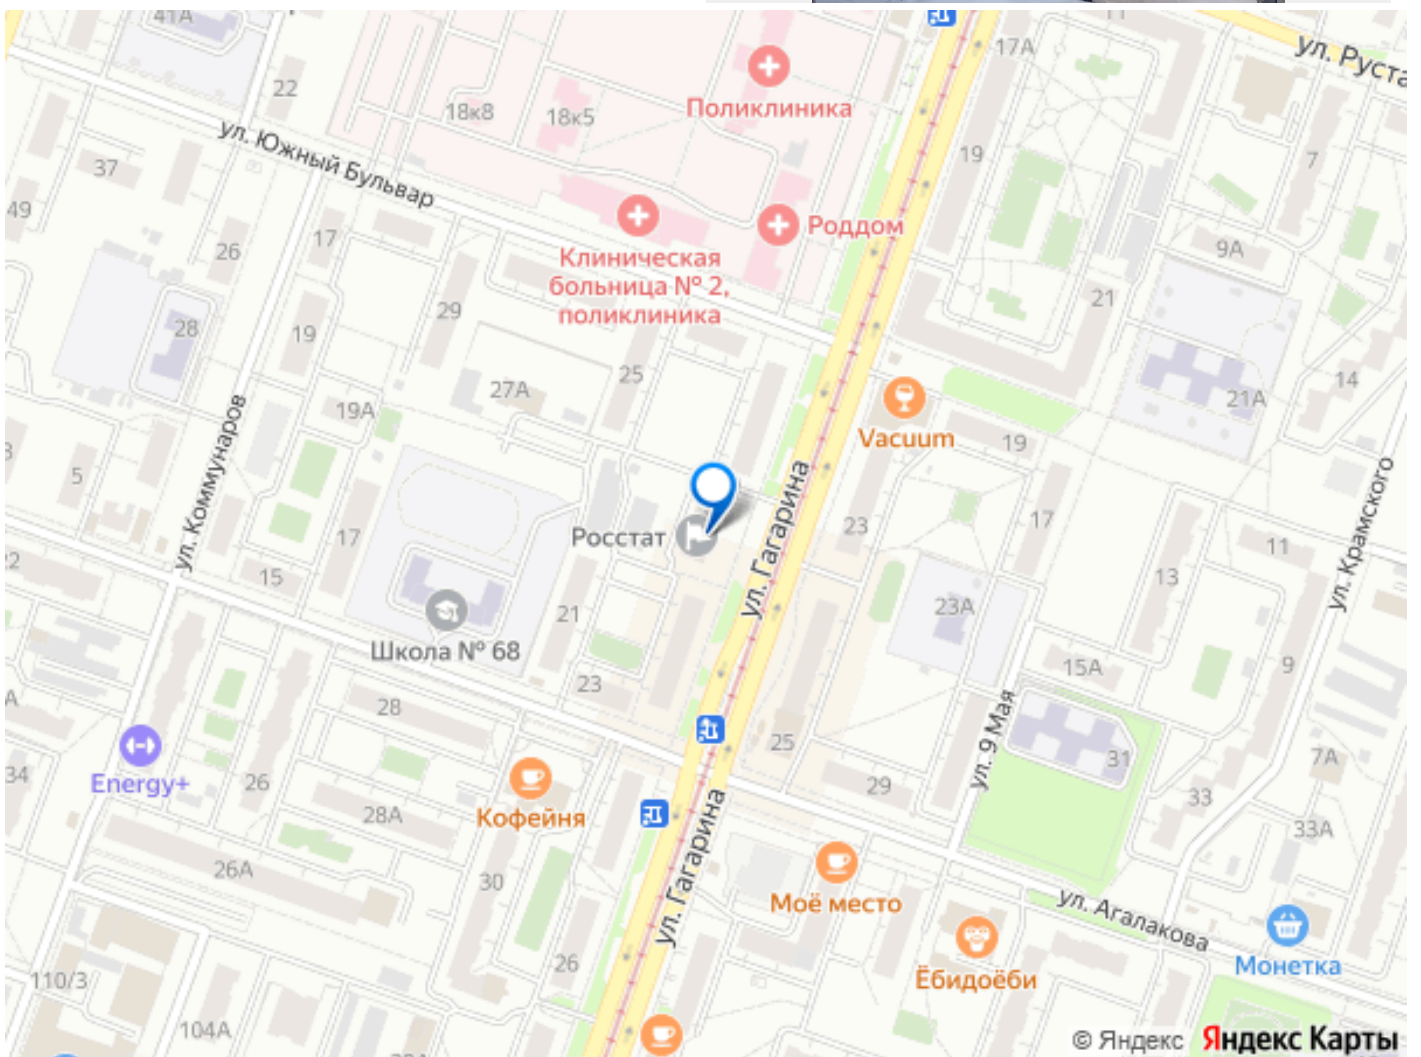 41А
11
17А
ул. Руста
22
Поликлиника
18к8
18к5
ул. Южный Бульвар
19
7
37
49
Роддом
17
26
Клиническая
больница № 2,
поликлиника
9А
21
29
28
19
25
27А
14
21А
19А
Vacuum
19
ул. Коммунаров
5
ул. Гагарина
ул. Крамского
17
Росстат
23
17
11
22
15
13
21
23А
Школа № 68
15А
9
23
28
ул. 9 Мая
25
31
7А
34
Energy+
26
29
33
28А
Кофейня
33А
ул. Гагарина
26А
30
Моё место
ул. Агалакова
26
Ёбидоёби
Монетка
110/3
104А
© Яндекс Яндекс Карты